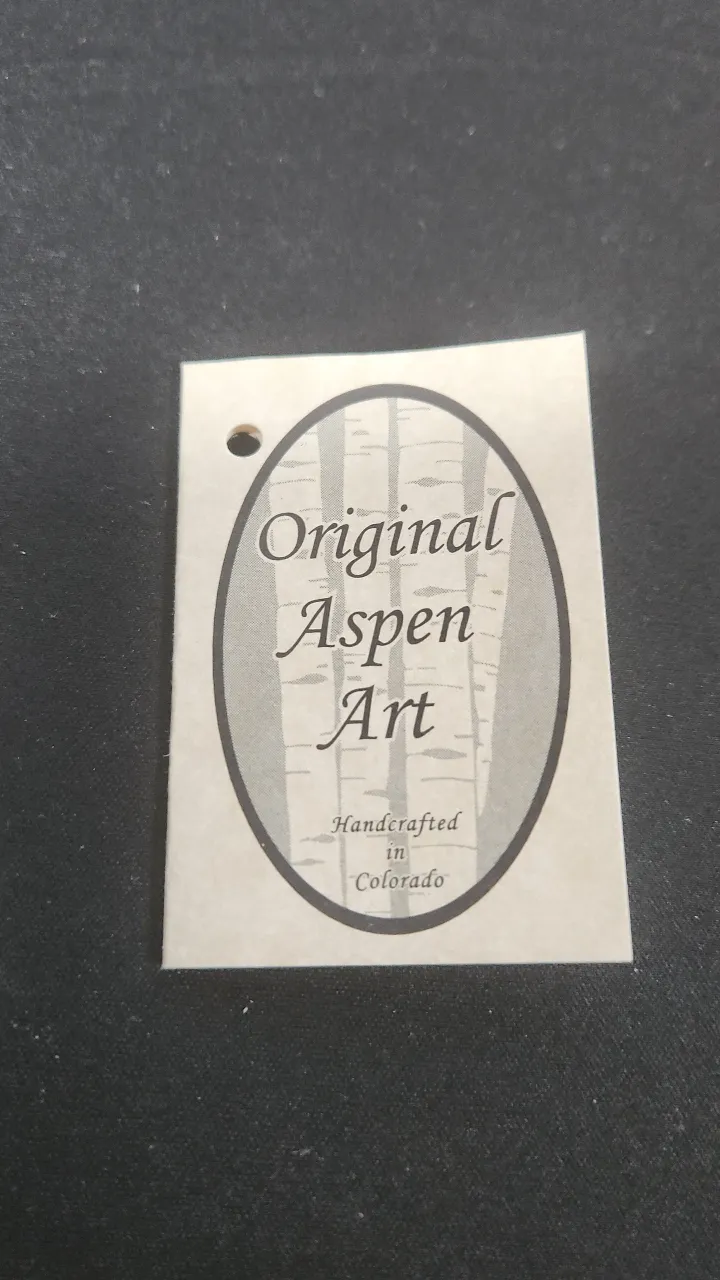 Original
Aspen
Art
Handcrafted
in
Colorado